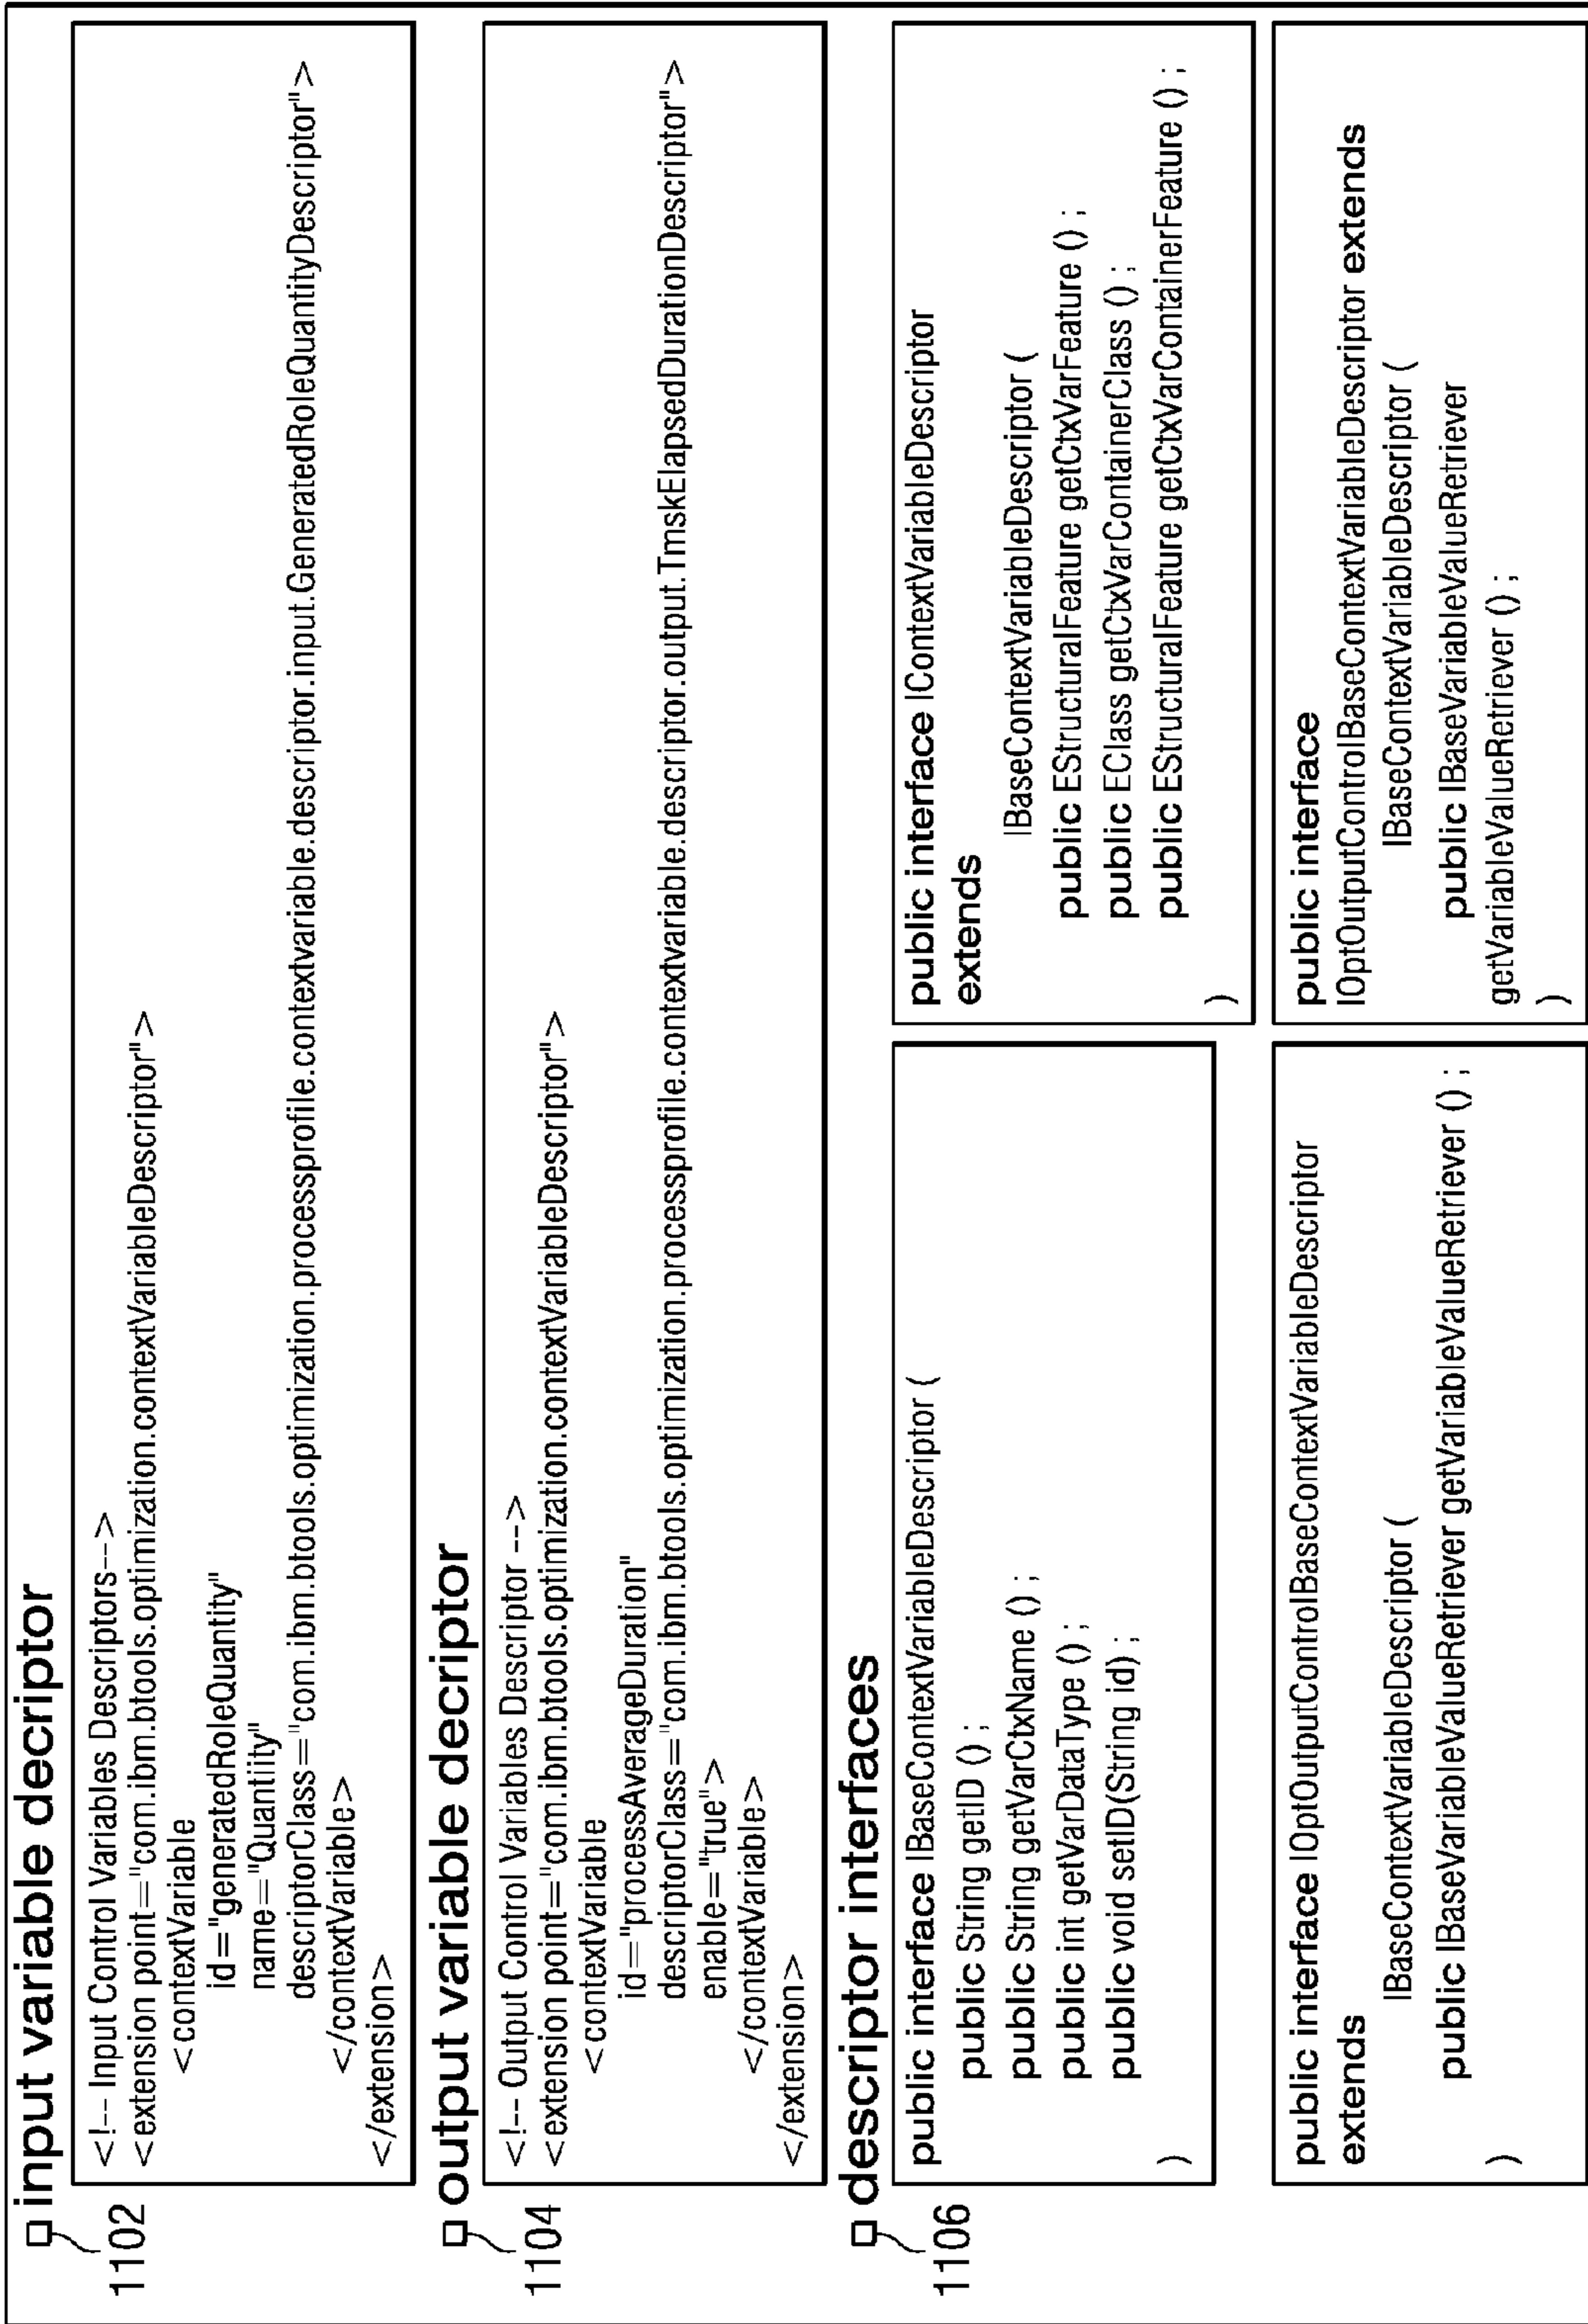 input variable decriptor
1102
<!-- Input Control Variables Descriptors-->
<extension point="com.ibm.btools.optimization.contextVariableDescriptor">
<contextVariable
id="generatedRoleQuantity"
name="Quantity"
descriptorClass="com.ibm.btools.optimization.processprofile.contextvariable.descriptor.input.GeneratedRoleQuantityDescriptor">
</contextVariable>
</extension>
output variable decriptor
1104
<!-- Output Control Variables Descriptor -->
<extension point="com.ibm.btools.optimization.contextVariableDescriptor">
<contextVariable
id="processAverageDuration"
descriptorClass="com.ibm.btools.optimization.processprofile.contextvariable.descriptor.output.TmskElapsedDurationDescriptor">
enable="true">
</contextVariable>
</extension>
descriptor interfaces
1106
public interface IBaseContextVariableDescriptor (
public String getID () ;
public String getVarCtxName () ;
public int getVarDataType () ;
public void setID(String id) ;
)
public interface IContextVariableDescriptor
extends
IBaseContextVariableDescriptor (
public EStructuralFeature getCtxVarFeature () ;
public EClass getCtxVarContainerClass () ;
public EStructuralFeature getCtxVarContainerFeature () ;
)
public interface IOptOutputControlBaseContextVariableDescriptor
extends
IBaseContextVariableDescriptor (
public IBaseVariableValueRetriever getVariableValueRetriever () ;
)
public interface
IOptOutputControlBaseContextVariableDescriptor extends
IBaseContextVariableDescriptor (
public IBaseVariableValueRetriever
getVariableValueRetriever () ;
)